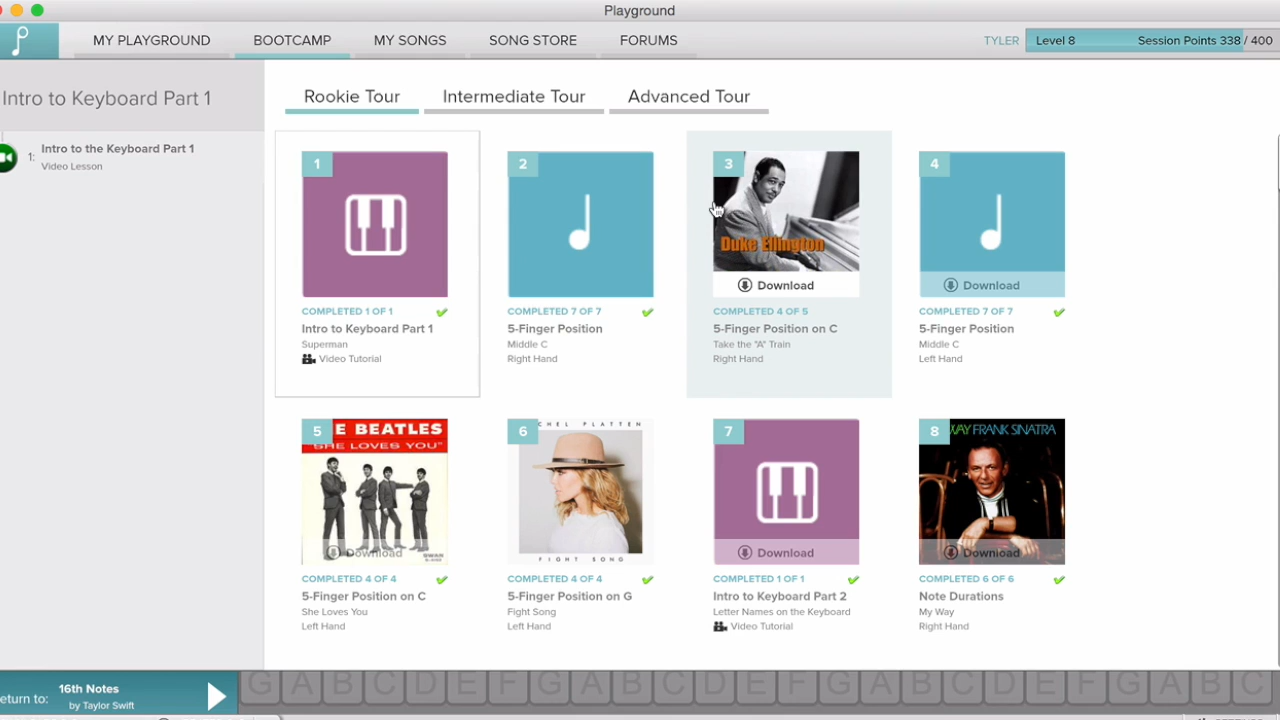 Playground
MY PLAYGROUND BOOTCAMP MY SONGS SONG STORE FORUMS TYLER Level 8 Session Points 338 / 400
Intro to Keyboard Part 1
Rookie Tour Intermediate Tour Advanced Tour
1: Intro to the Keyboard Part 1
Video Lesson
1
COMPLETED 1 OF 1
Intro to Keyboard Part 1
Superman
Video Tutorial
2
COMPLETED 7 OF 7
5-Finger Position
Middle C
Right Hand
3
Duke Ellington
Download
COMPLETED 4 OF 5
5-Finger Position on C
Take the "A" Train
Right Hand
4
Download
COMPLETED 7 OF 7
5-Finger Position
Middle C
Left Hand
5
E BEATLES
SHE LOVES YOU"
Download
COMPLETED 4 OF 4
5-Finger Position on C
She Loves You
Left Hand
6
CHEL PLATTEN
FIGHT SONG
COMPLETED 4 OF 4
5-Finger Position on G
Fight Song
Left Hand
7
Download
COMPLETED 1 OF 1
Intro to Keyboard Part 2
Letter Names on the Keyboard
Video Tutorial
8
WAY FRANK SINATRA
Download
COMPLETED 6 OF 6
Note Durations
My Way
Right Hand
eturn to: 16th Notes
by Taylor Swift
G A B C D E F G A B C D E F G A B C D E F G A B C